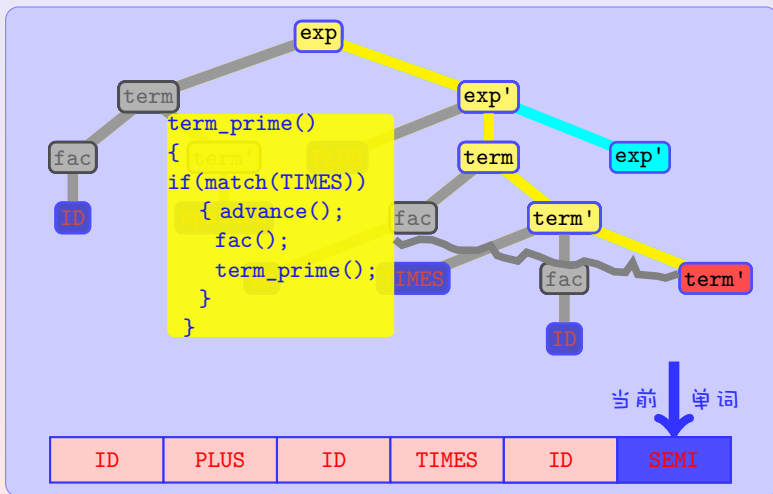 exp
term
exp'
term_prime()
{
if(match(TIMES))
{ advance();
fac();
term_prime();
}
}
fac
term'
PLUS
term
exp'
ID
fac
term'
TIMES
fac
term'
ID
当前 单词
ID PLUS ID TIMES ID SEMI